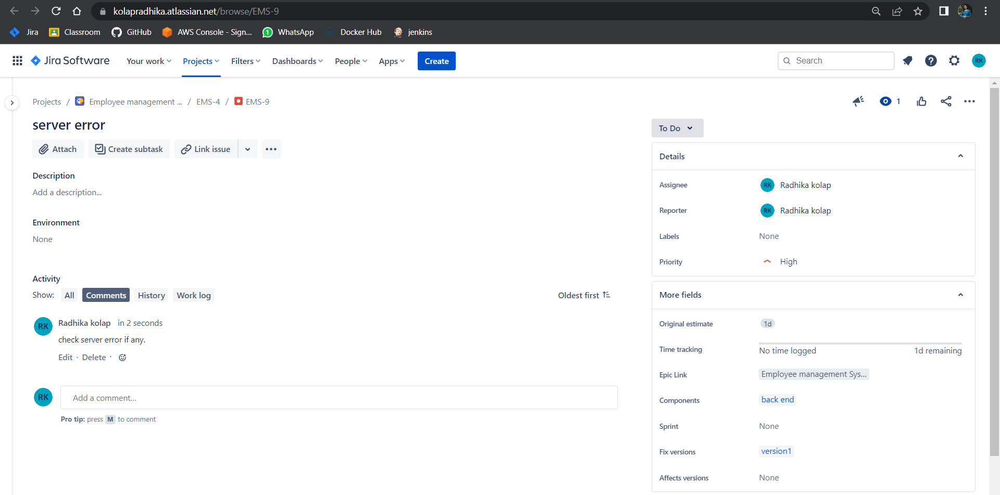 kolapradhika.atlassian.net/browse/EMS-9
Jira Classroom GitHub AWS Console - Sign... 1 WhatsApp Docker Hub jenkins
Jira Software Your work Projects Filters Dashboards People Apps Create Search ? RK
Projects / Employee management ... / EMS-4 / EMS-9 1
server error
To Do
Attach Create subtask Link issue
Details
Description
Add a description...
Assignee RK Radhika kolap
Reporter RK Radhika kolap
Environment
None
Labels None
Priority High
Activity
Show: All Comments History Work log Oldest first
More fields
RK Radhika kolap in 2 seconds
check server error if any.
Edit · Delete ·
Original estimate 1d
Time tracking No time logged 1d remaining
Epic Link Employee management Sys...
RK Add a comment...
Pro tip: press M to comment
Components back end
Sprint None
Fix versions version1
Affects versions None